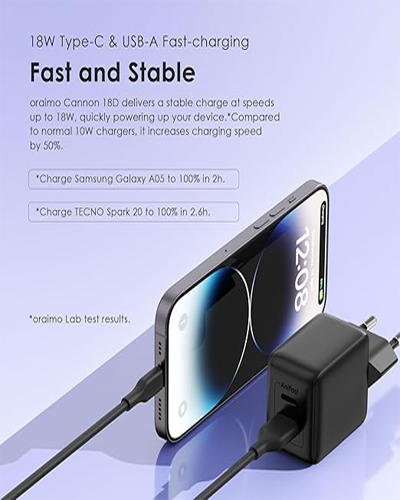 18W Type-C & USB-A Fast-charging
Fast and Stable
oraimo Cannon 18D delivers a stable charge at speeds
up to 18W, quickly powering up your device.*Compared
to normal 10W chargers, it increases charging speed
by 50%.
*Charge Samsung Galaxy A05 to 100% in 2h.
*Charge TECNO Spark 20 to 100% in 2.6h.
*oraimo Lab test results.
12:08
AniFast